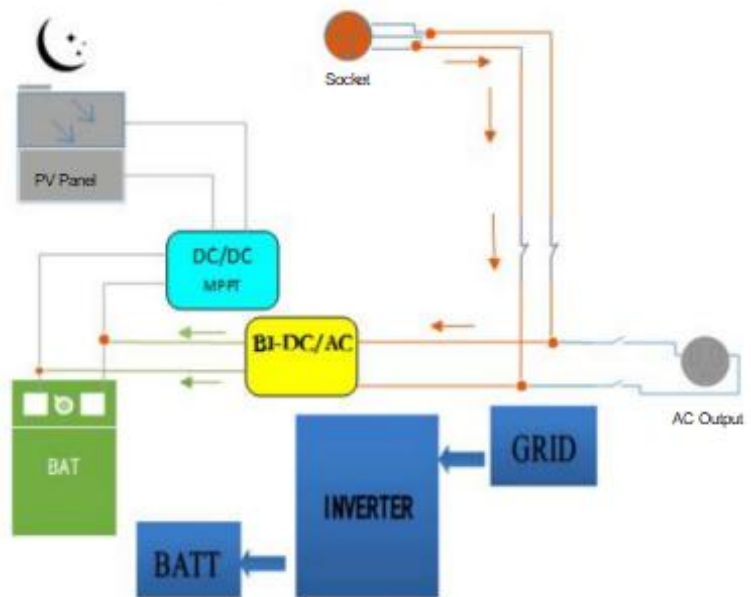 Socket
PV Panel
DC/DC
MPPT
BI-DC/AC
AC Output
BAT
GRID
INVERTER
BATT